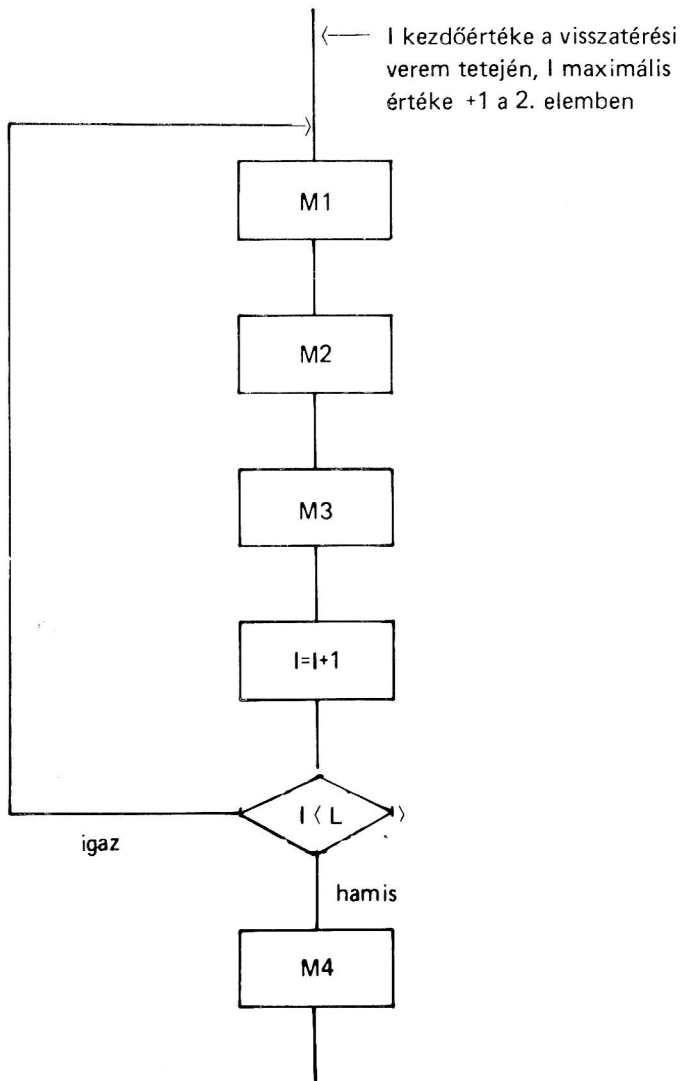 I kezdőértéke a visszatérési
verem tetején, I maximális
értéke +1 a 2. elemben
M1
M2
M3
I=I+1
I < L
igaz
hamis
M4